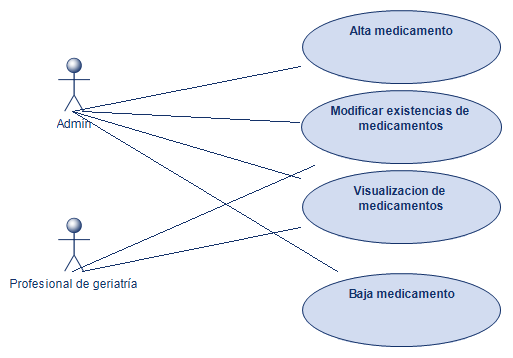 Alta medicamento
Admin
Modificar existencias de
medicamentos
Visualizacion de
medicamentos
Profesional de geriatría
Baja medicamento